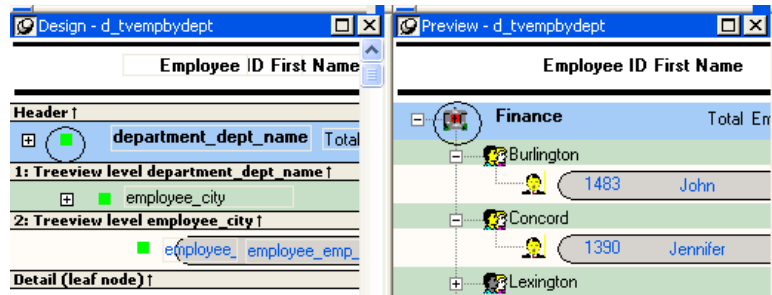 Design - d_tvempbydept
Employee ID First Name
Header ↑
department_dept_name Total
1: Treeview level department_dept_name ↑
employee_city
2: Treeview level employee_city ↑
employee_ employee_emp_
Detail (leaf node) ↑
Preview - d_tvempbydept
Employee ID First Name
Finance Total Em
Burlington
1483 John
Concord
1390 Jennifer
Lexington